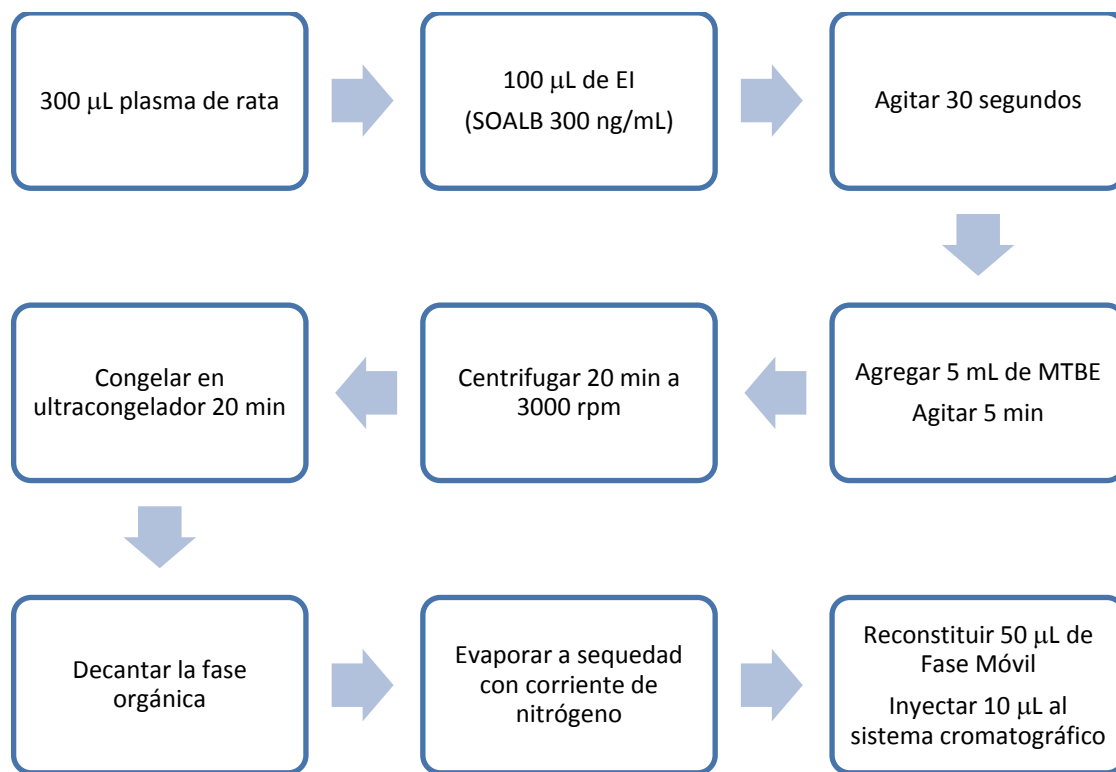 300 μL plasma de rata
100 μL de EI
(SOALB 300 ng/mL)
Agitar 30 segundos
Agregar 5 mL de MTBE
Agitar 5 min
Centrifugar 20 min a
3000 rpm
Congelar en
ultracongelador 20 min
Decantar la fase
orgánica
Evaporar a sequedad
con corriente de
nitrógeno
Reconstituir 50 μL de
Fase Móvil
Inyectar 10 μL al
sistema cromatográfico